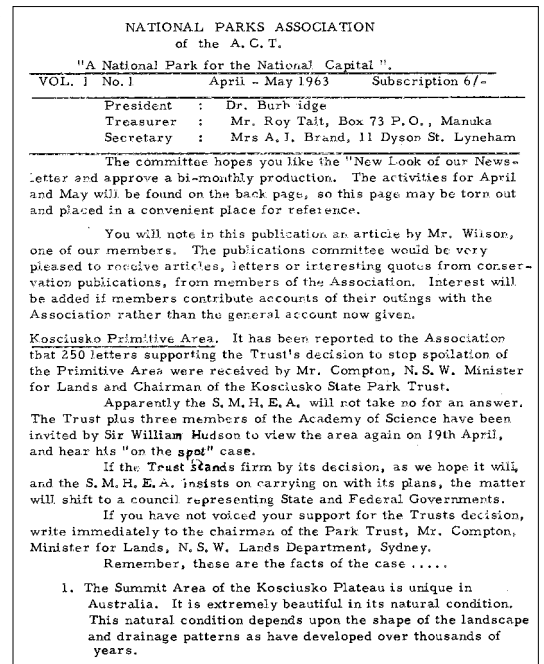 NATIONAL PARKS ASSOCIATION
of the A.C.T.
"A National Park for the National Capital ".
VOL. 1 No. 1 April - May 1963 Subscription 6/-
President : Dr. Burbidge
Treasurer : Mr. Roy Tait, Box 73 P.O., Manuka
Secretary : Mrs A.I. Brand, 11 Dyson St. Lyneham
The committee hopes you like the "New Look of our News-
letter and approve a bi-monthly production. The activities for April
and May will be found on the back page, so this page may be torn out
and placed in a convenient place for reference.
You will note in this publication an article by Mr. Wilson,
one of our members. The publications committee would be very
pleased to receive articles, letters or interesting quotes from conser-
vation publications, from members of the Association. Interest will
be added if members contribute accounts of their outings with the
Association rather than the general account now given.
Kosciusko Primitive Area. It has been reported to the Association
that 250 letters supporting the Trust's decision to stop spoilation of
the Primitive Area were received by Mr. Compton, N.S.W. Minister
for Lands and Chairman of the Kosciusko State Park Trust.
Apparently the S.M.H.E.A. will not take no for an answer.
The Trust plus three members of the Academy of Science have been
invited by Sir William Hudson to view the area again on 19th April,
and hear his "on the spot" case.
If the Trust stands firm by its decision, as we hope it will,
and the S.M.H.E.A. insists on carrying on with its plans, the matter
will shift to a council representing State and Federal Governments.
If you have not voiced your support for the Trusts decision,
write immediately to the chairman of the Park Trust, Mr. Compton,
Minister for Lands, N.S.W. Lands Department, Sydney.
Remember, these are the facts of the case .....
1. The Summit Area of the Kosciusko Plateau is unique in
Australia. It is extremely beautiful in its natural condition.
This natural condition depends upon the shape of the landscape
and drainage patterns as have developed over thousands of
years.